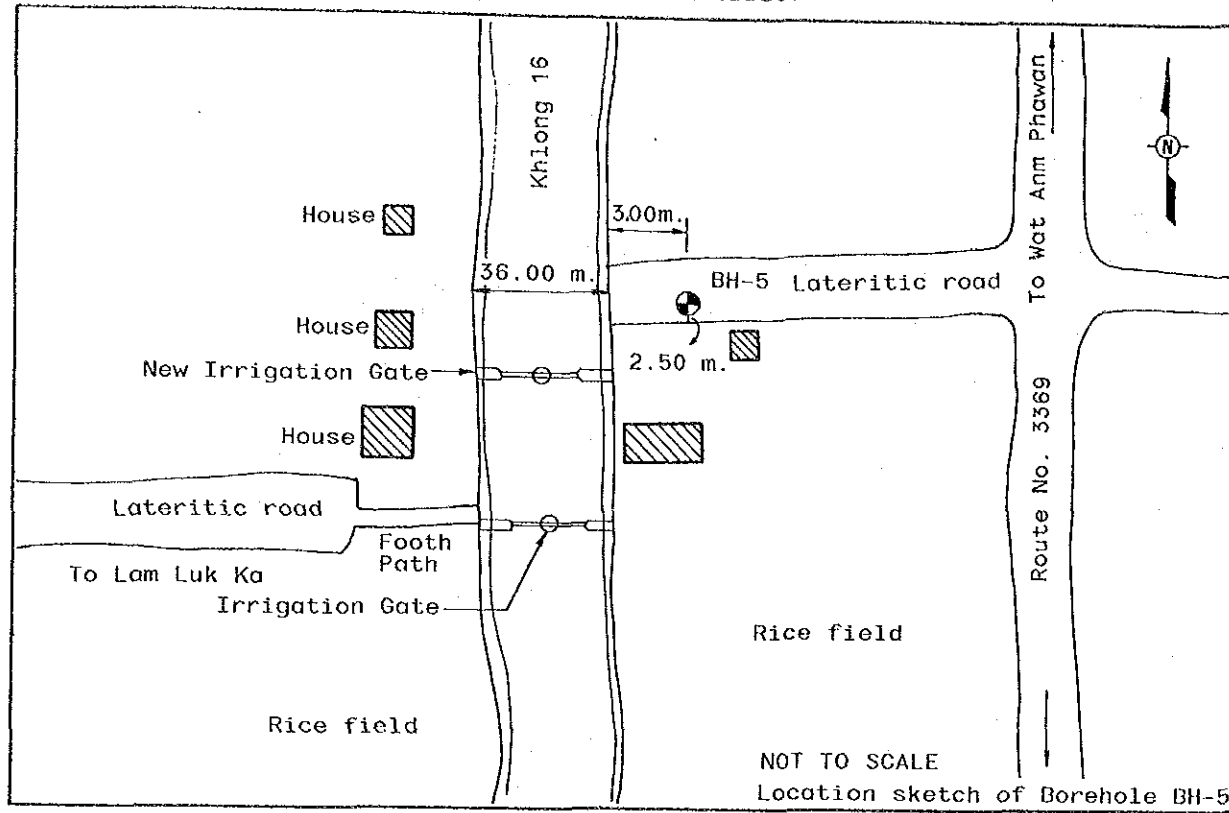 Khlong 16
To Wat Anm Phawan
N
House
3.00m.
36.00 m.
BH-5 Lateritic road
House
2.50 m.
New Irrigation Gate
House
Route No. 3369
Lateritic road
Footh
Path
To Lam Luk Ka
Irrigation Gate
Rice field
Rice field
NOT TO SCALE
Location sketch of Borehole BH-5